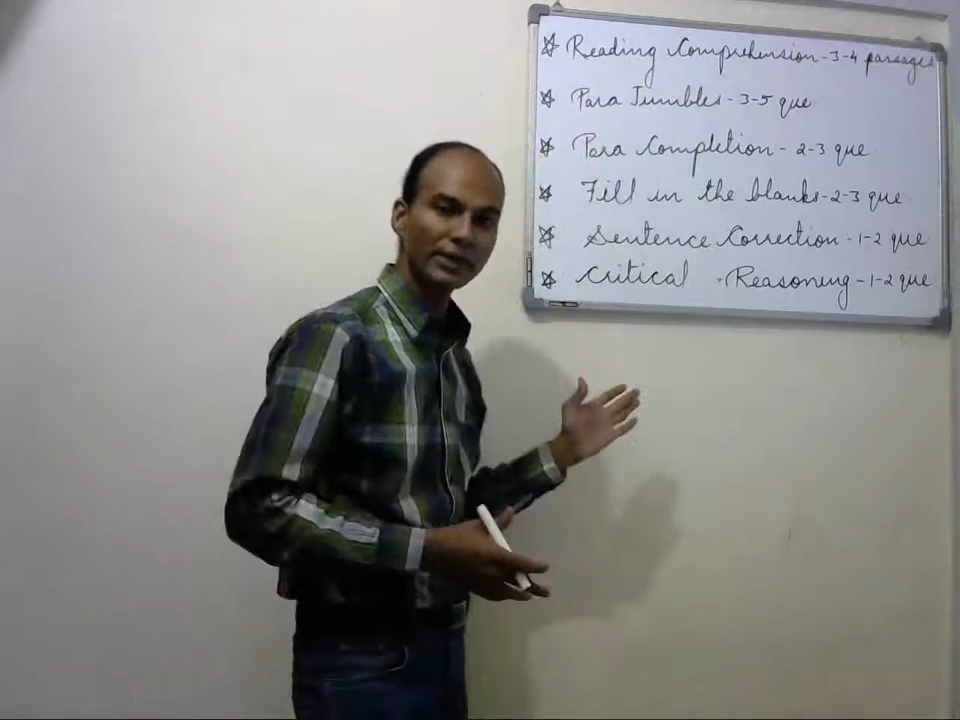 ☆ Reading Comprehension - 3-4 passages
☆ Para Jumbles - 3-5 que
☆ Para Completion - 2-3 que
☆ Fill in the blanks - 2-3 que
☆ Sentence Correction - 1-2 que
☆ Critical Reasoning - 1-2 que